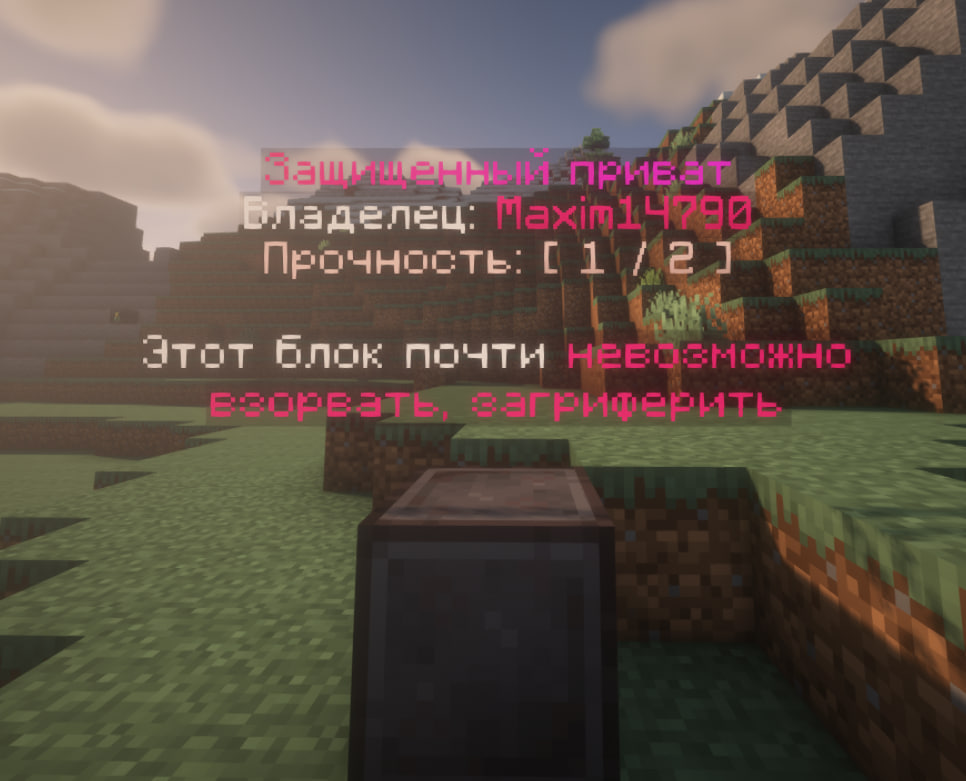 Защищенный приват
Владелец: Maxim14790
Прочность: [ 1 / 2 ]
Этот блок почти невозможно
взорвать, загриферить